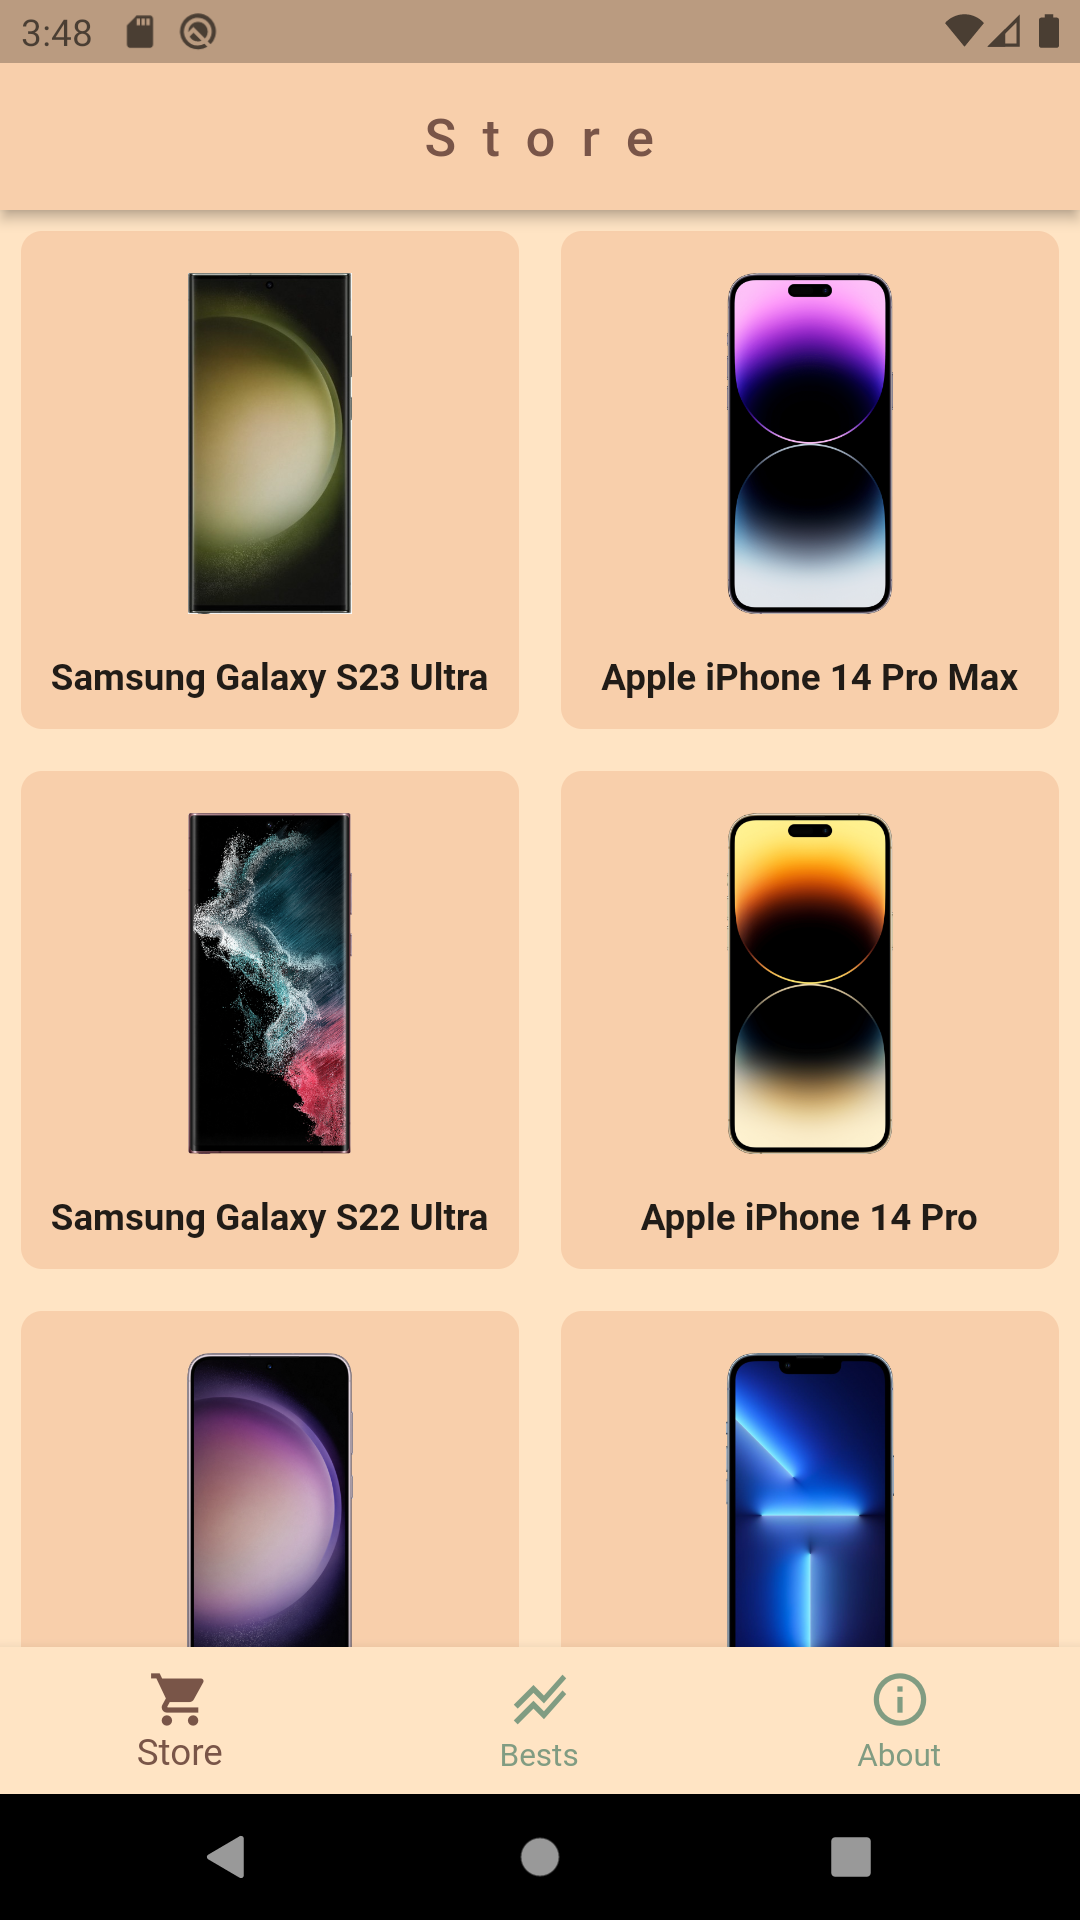 3:48
Store
Samsung Galaxy S23 Ultra
Apple iPhone 14 Pro Max
Samsung Galaxy S22 Ultra
Apple iPhone 14 Pro
Store
Bests
About